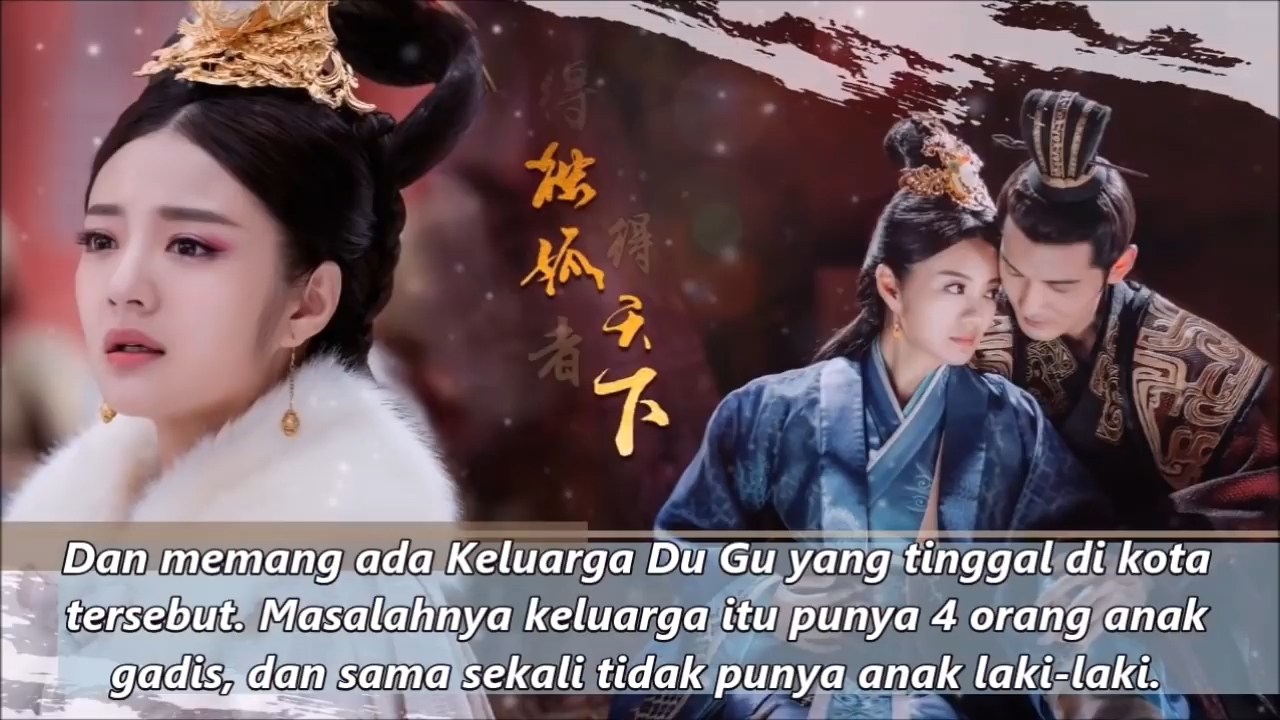 得
独孤
得
天下
者
Dan memang ada Keluarga Du Gu yang tinggal di kota
tersebut. Masalahnya keluarga itu punya 4 orang anak
gadis, dan sama sekali tidak punya anak laki-laki.